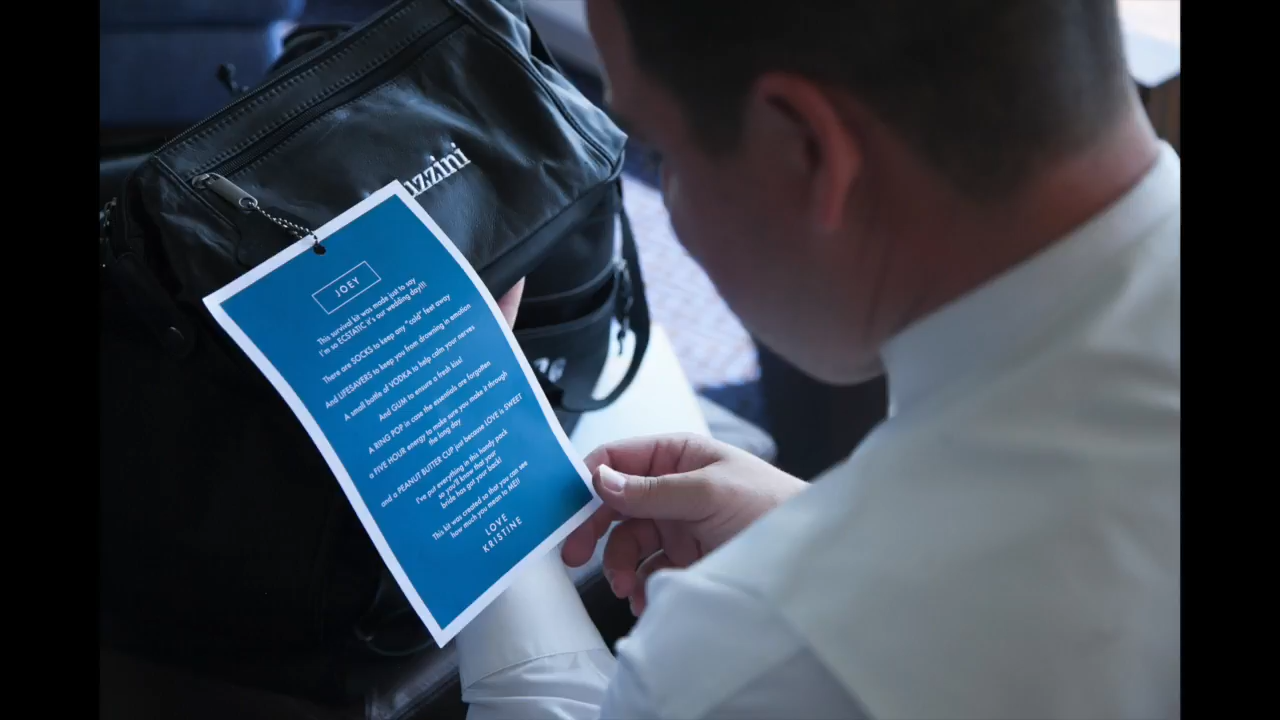 zzini
JOEY
This survival kit was made just to say
I'm so ECSTATIC it's our wedding day!!!
There are SOCKS to keep any "cold" feet away
And LIFESAVERS to keep you from drowning in emotion
A small bottle of VODKA to help calm your nerves
And GUM to ensure a fresh kiss!
A RING POP in case the essentials are forgotten
a FIVE HOUR energy to make sure you make it through
the long day
and a PEANUT BUTTER CUP just because LOVE is SWEET
I've put everything in this handy pack
so you'll know that your
bride has got your back!
This kit was created so that you can see
how much you mean to ME!!
LOVE
KRISTINE